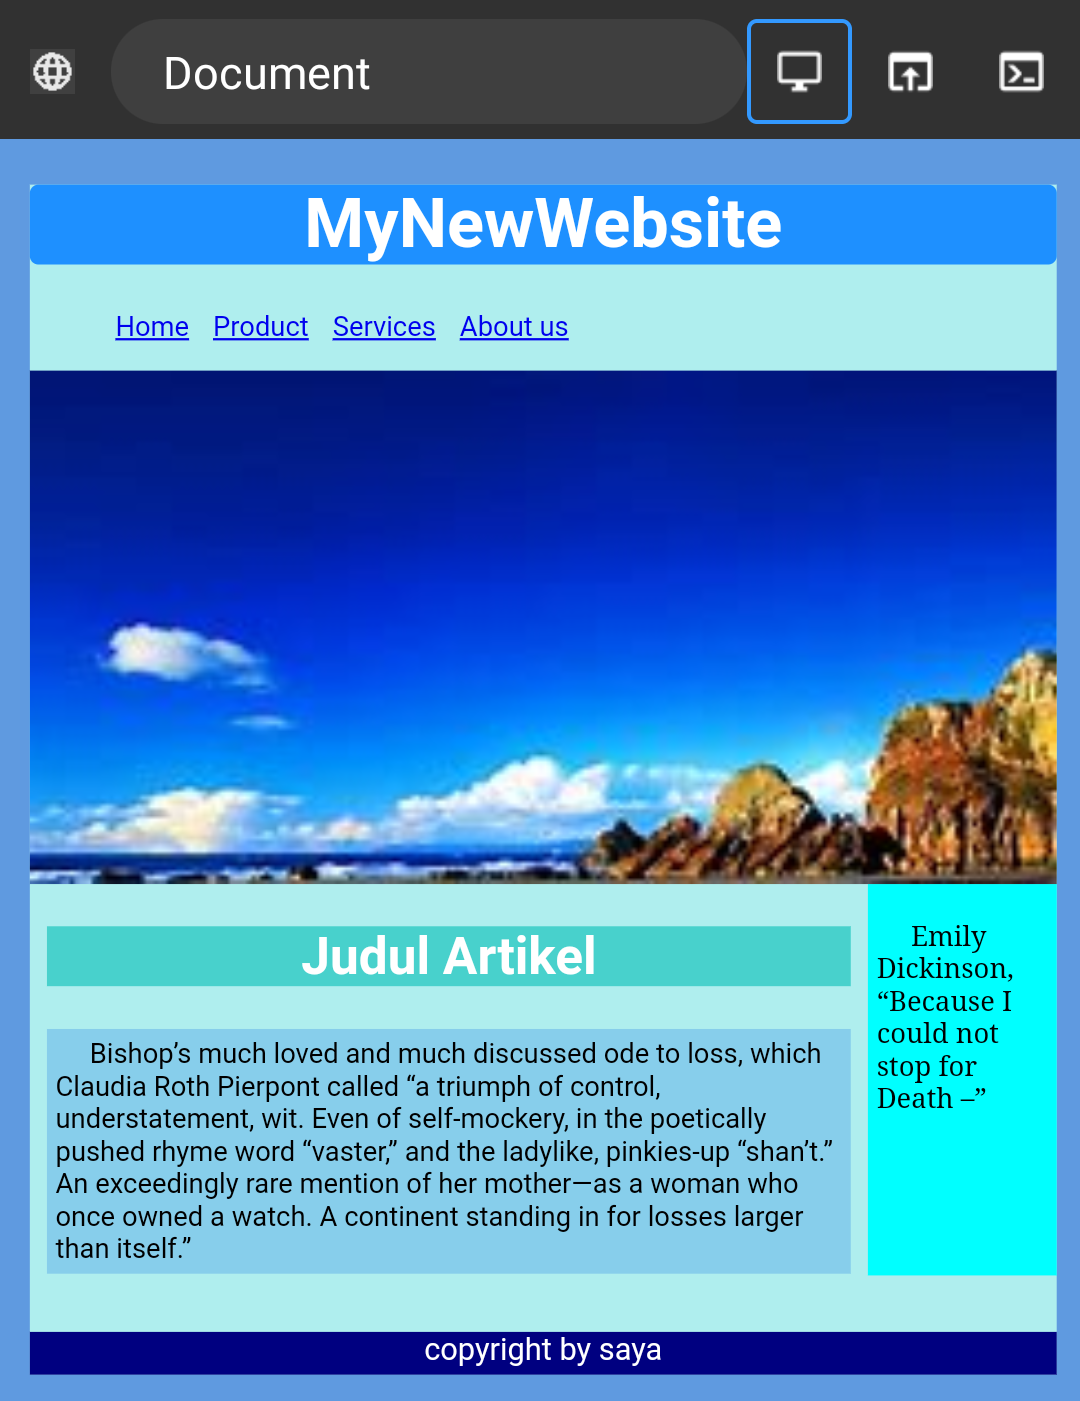 Document
MyNewWebsite
Home Product Services About us
Judul Artikel
Bishop’s much loved and much discussed ode to loss, which
Claudia Roth Pierpont called “a triumph of control,
understatement, wit. Even of self-mockery, in the poetically
pushed rhyme word “vaster,” and the ladylike, pinkies-up “shan’t.”
An exceedingly rare mention of her mother—as a woman who
once owned a watch. A continent standing in for losses larger
than itself.”
Emily
Dickinson,
“Because I
could not
stop for
Death –”
copyright by saya